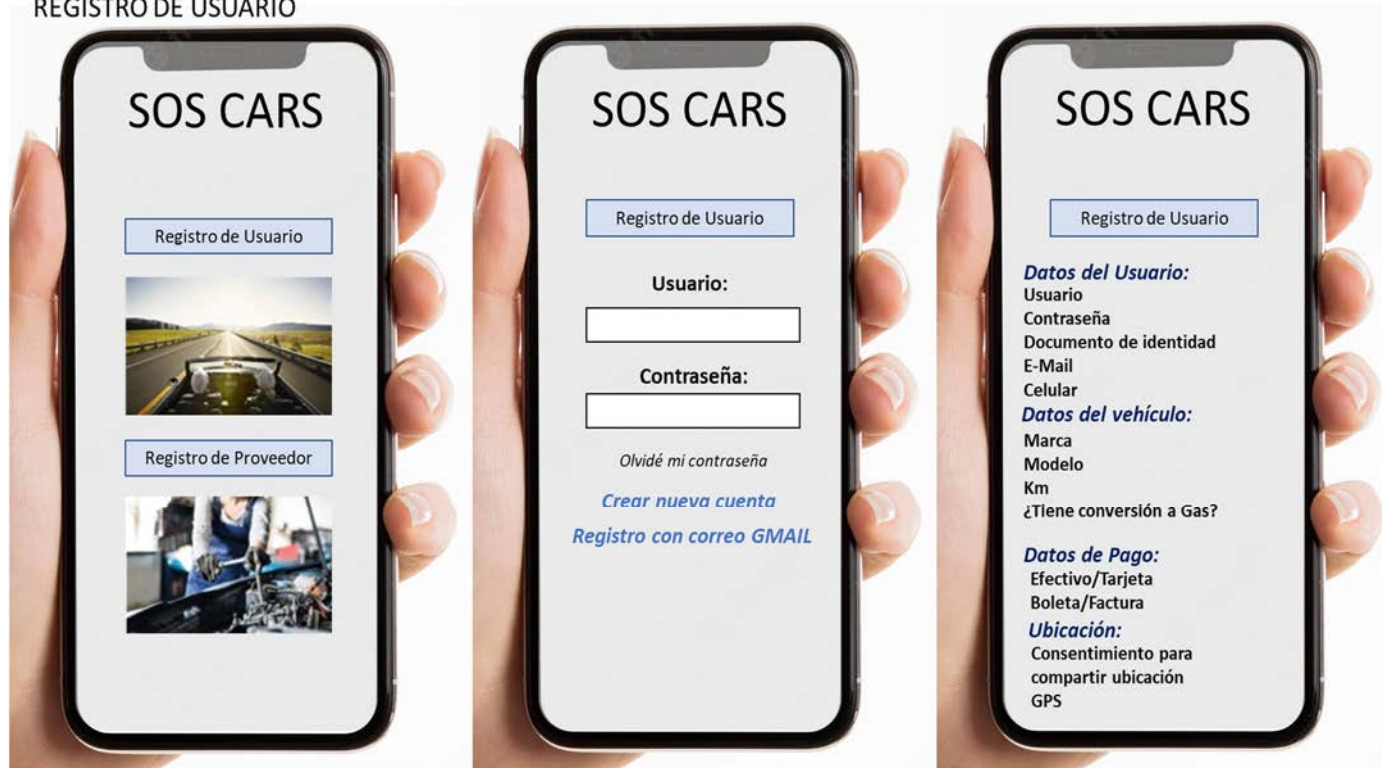 REGISTRO DE USUARIO
SOS CARS
Registro de Usuario
Registro de Proveedor
SOS CARS
Registro de Usuario
Usuario:
Contraseña:
Olvidé mi contraseña
Crear nueva cuenta
Registro con correo GMAIL
SOS CARS
Registro de Usuario
Datos del Usuario:
Usuario
Contraseña
Documento de identidad
E-Mail
Celular
Datos del vehículo:
Marca
Modelo
Km
¿Tiene conversión a Gas?
Datos de Pago:
Efectivo/Tarjeta
Boleta/Factura
Ubicación:
Consentimiento para
compartir ubicación
GPS